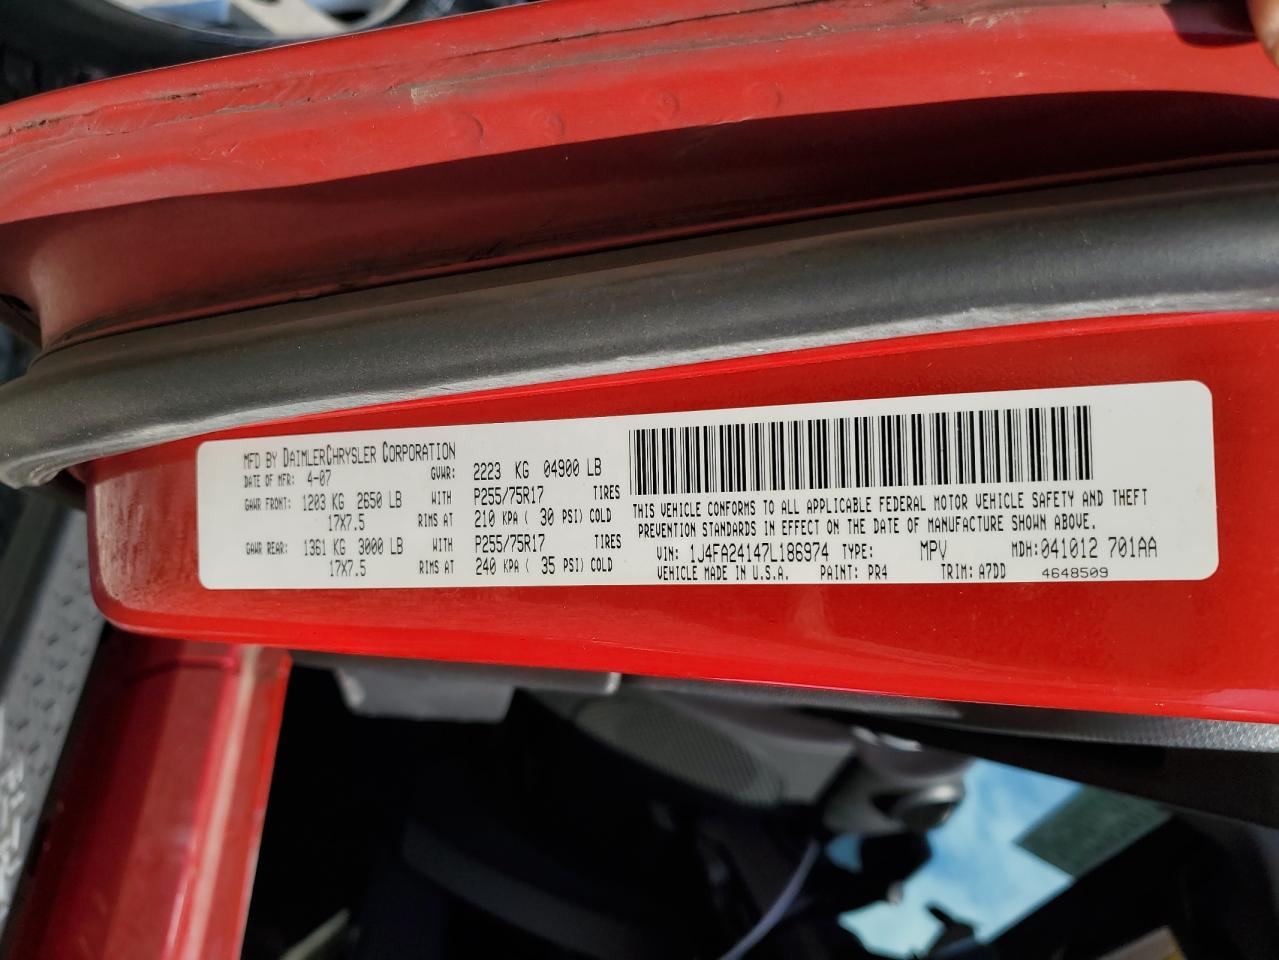 MFD BY DAIMLERCHRYSLER CORPORATION
DATE OF MFR: 4-07 GVWR: 2223 KG 04900 LB
GAWR FRONT: 1203 KG 2650 LB WITH P255/75R17 TIRES
17X7.5 RIMS AT 210 KPA ( 30 PSI) COLD
GAWR REAR: 1361 KG 3000 LB WITH P255/75R17 TIRES
17X7.5 RIMS AT 240 KPA ( 35 PSI) COLD
THIS VEHICLE CONFORMS TO ALL APPLICABLE FEDERAL MOTOR VEHICLE SAFETY AND THEFT
PREVENTION STANDARDS IN EFFECT ON THE DATE OF MANUFACTURE SHOWN ABOVE.
VIN: 1J4FA24147L186974 TYPE: MPV MDH: 041012 701AA
VEHICLE MADE IN U.S.A. PAINT: PR4 TRIM: A7DD 4648509